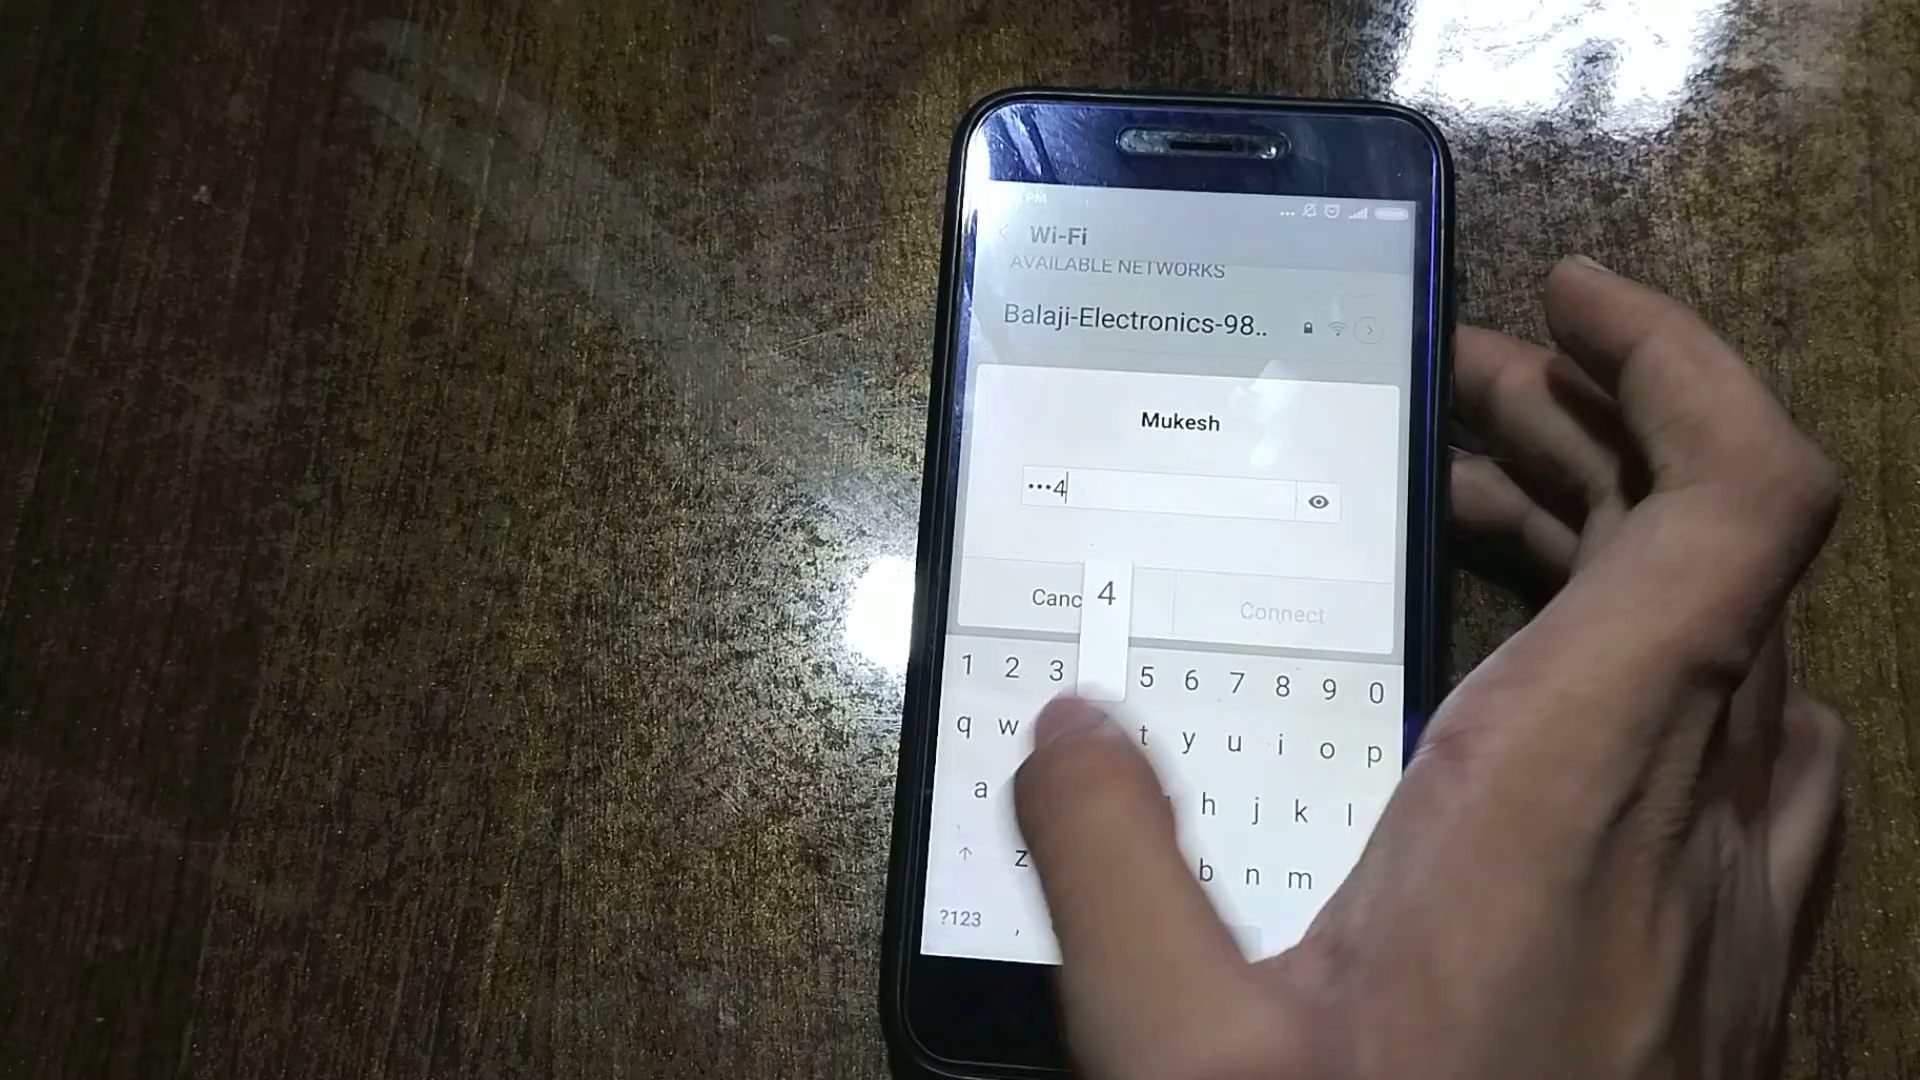 PM
Wi-Fi
AVAILABLE NETWORKS
Balaji-Electronics-98..
Mukesh
•••4
4
Canc
Connect
1 2 3 5 6 7 8 9 0
q w t y u i o p
a h j k l
z b n m
?123 ,